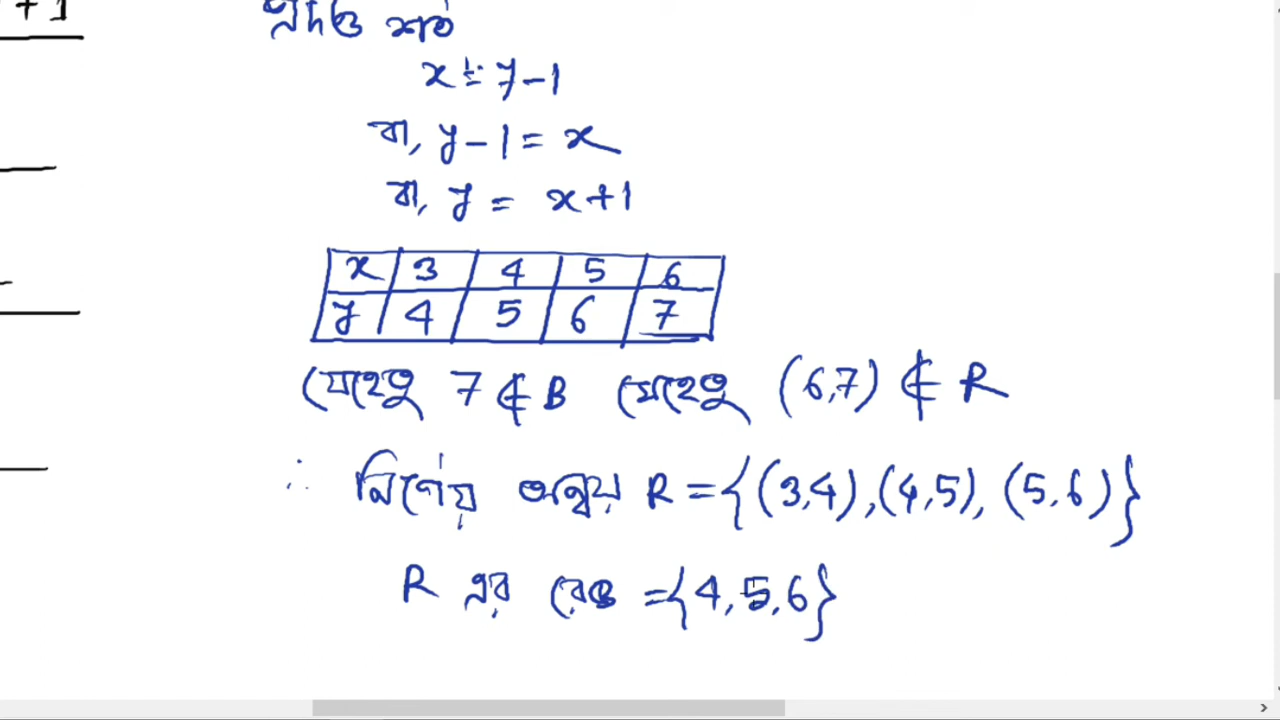 +1
প্রদত্ত শর্ত
x = y-1
বা, y-1 = x
বা, y = x+1
x 3 4 5 6
y 4 5 6 7
যেহেতু 7 ∉ B সেহেতু (6,7) ∉ R
∴ নির্ণেয় অন্বয় R = {(3,4),(4,5),(5,6)}
R এর রেঞ্জ = {4,5,6}